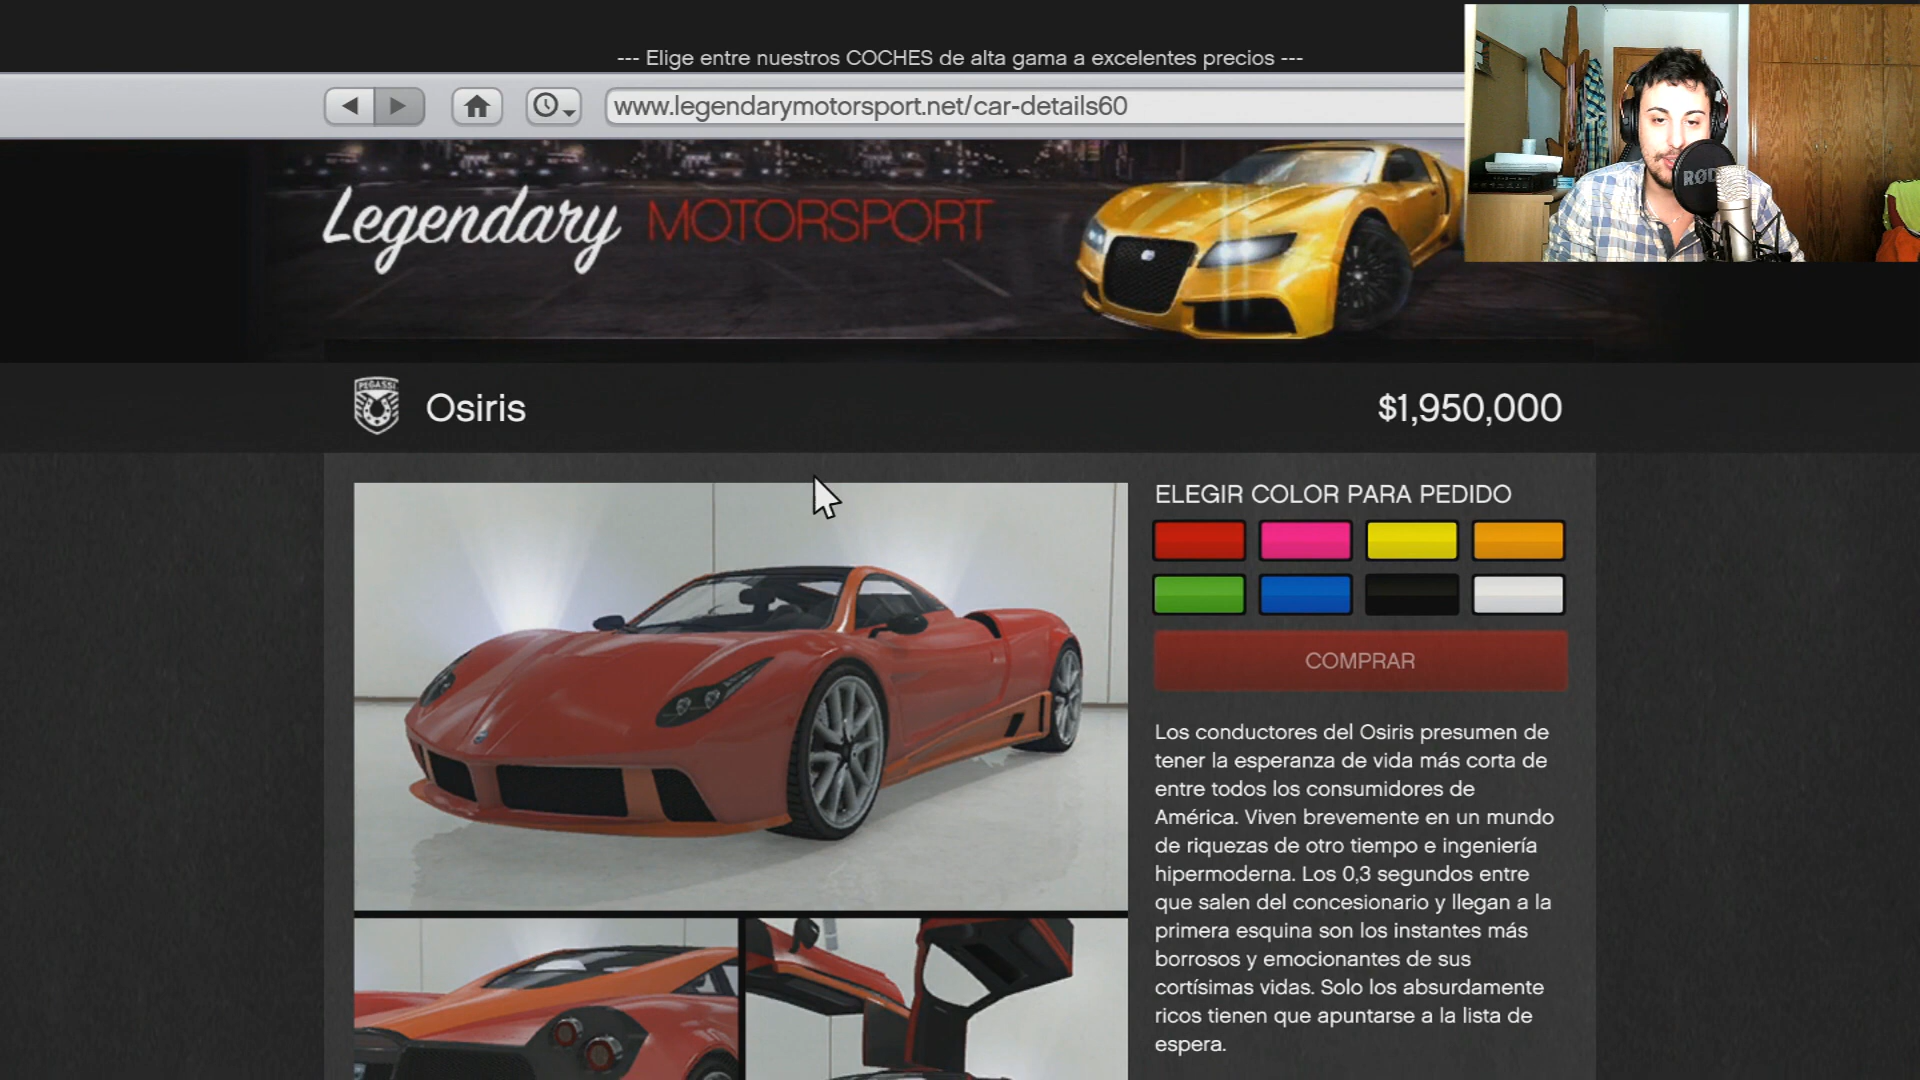 --- Elige entre nuestros COCHES de alta gama a excelentes precios ---
www.legendarymotorsport.net/car-details60
Legendary MOTORSPORT
PEGASSI
Osiris
$1,950,000
ELEGIR COLOR PARA PEDIDO
COMPRAR
Los conductores del Osiris presumen de
tener la esperanza de vida más corta de
entre todos los consumidores de
América. Viven brevemente en un mundo
de riquezas de otro tiempo e ingeniería
hipermoderna. Los 0,3 segundos entre
que salen del concesionario y llegan a la
primera esquina son los instantes más
borrosos y emocionantes de sus
cortísimas vidas. Solo los absurdamente
ricos tienen que apuntarse a la lista de
espera.
RØD